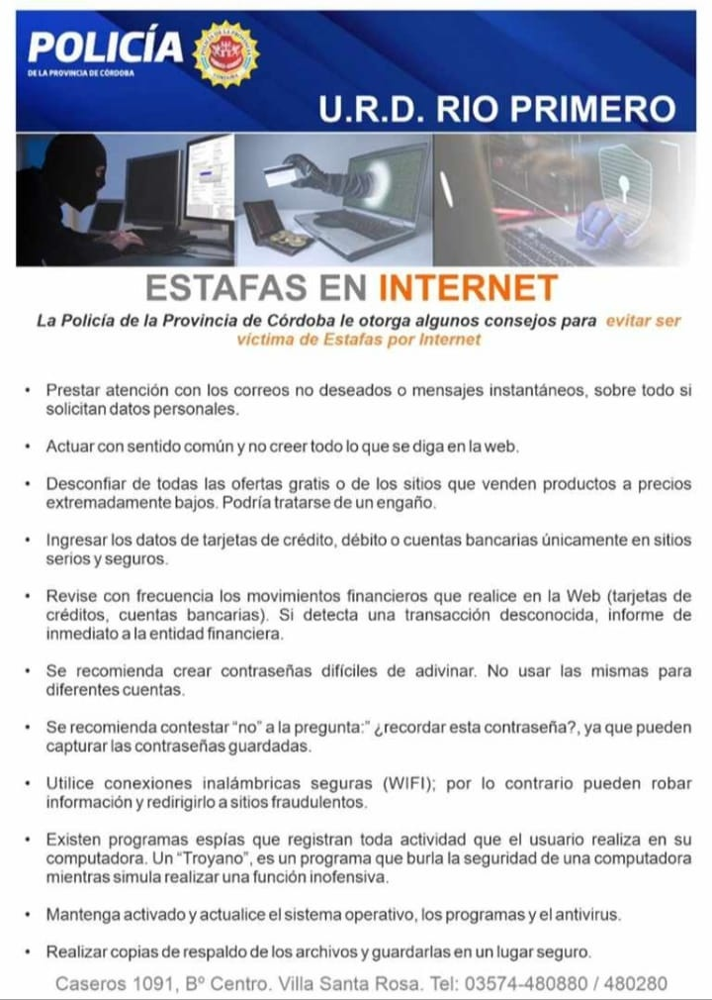 POLICÍA
DE LA PROVINCIA DE CÓRDOBA
U.R.D. RIO PRIMERO
ESTAFAS EN INTERNET
La Policía de la Provincia de Córdoba le otorga algunos consejos para evitar ser
víctima de Estafas por Internet
• Prestar atención con los correos no deseados o mensajes instantáneos, sobre todo si
solicitan datos personales.
• Actuar con sentido común y no creer todo lo que se diga en la web.
• Desconfiar de todas las ofertas gratis o de los sitios que venden productos a precios
extremadamente bajos. Podría tratarse de un engaño.
• Ingresar los datos de tarjetas de crédito, débito o cuentas bancarias únicamente en sitios
serios y seguros.
• Revise con frecuencia los movimientos financieros que realice en la Web (tarjetas de
créditos, cuentas bancarias). Si detecta una transacción desconocida, informe de
inmediato a la entidad financiera.
• Se recomienda crear contraseñas difíciles de adivinar. No usar las mismas para
diferentes cuentas.
• Se recomienda contestar “no” a la pregunta:” ¿recordar esta contraseña?, ya que pueden
capturar las contraseñas guardadas.
• Utilice conexiones inalámbricas seguras (WIFI); por lo contrario pueden robar
información y redirigirlo a sitios fraudulentos.
• Existen programas espías que registran toda actividad que el usuario realiza en su
computadora. Un “Troyano”, es un programa que burla la seguridad de una computadora
mientras simula realizar una función inofensiva.
• Mantenga activado y actualice el sistema operativo, los programas y el antivirus.
• Realizar copias de respaldo de los archivos y guardarlas en un lugar seguro.
Caseros 1091, Bº Centro. Villa Santa Rosa. Tel: 03574-480880 / 480280